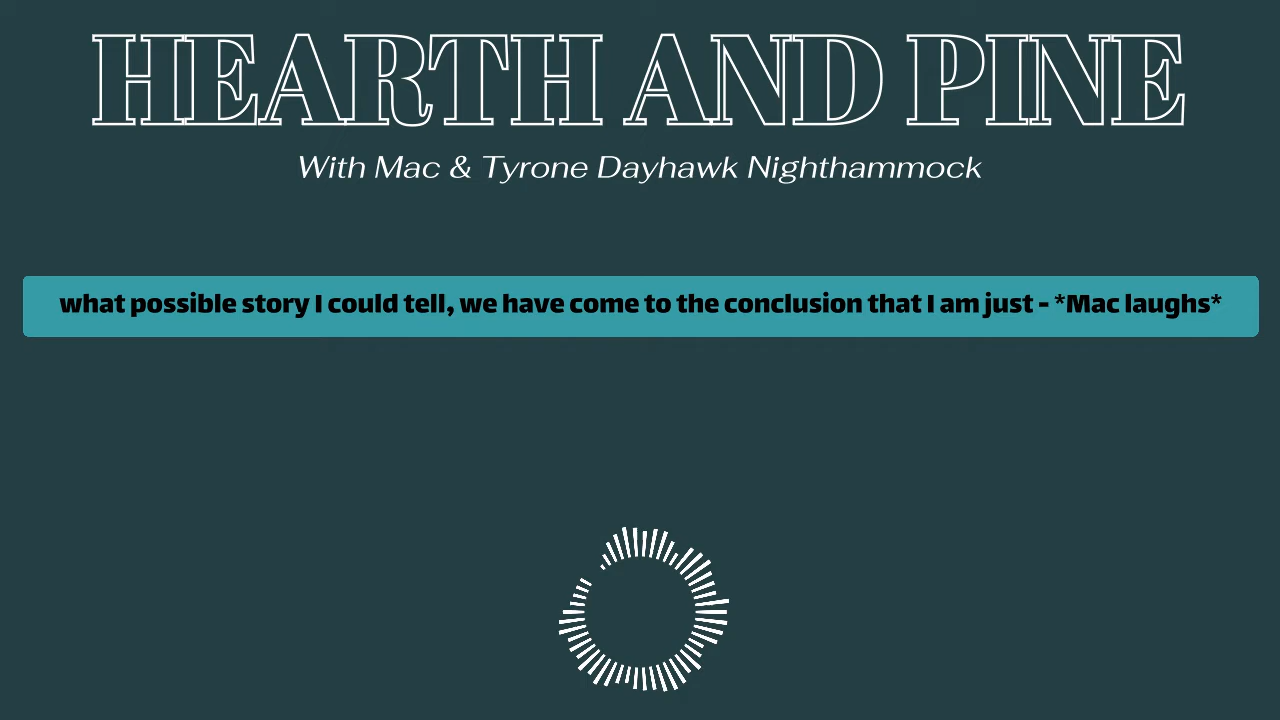 HEARTH AND PINE
With Mac & Tyrone Dayhawk Nighthammock
what possible story I could tell, we have come to the conclusion that I am just - *Mac laughs*